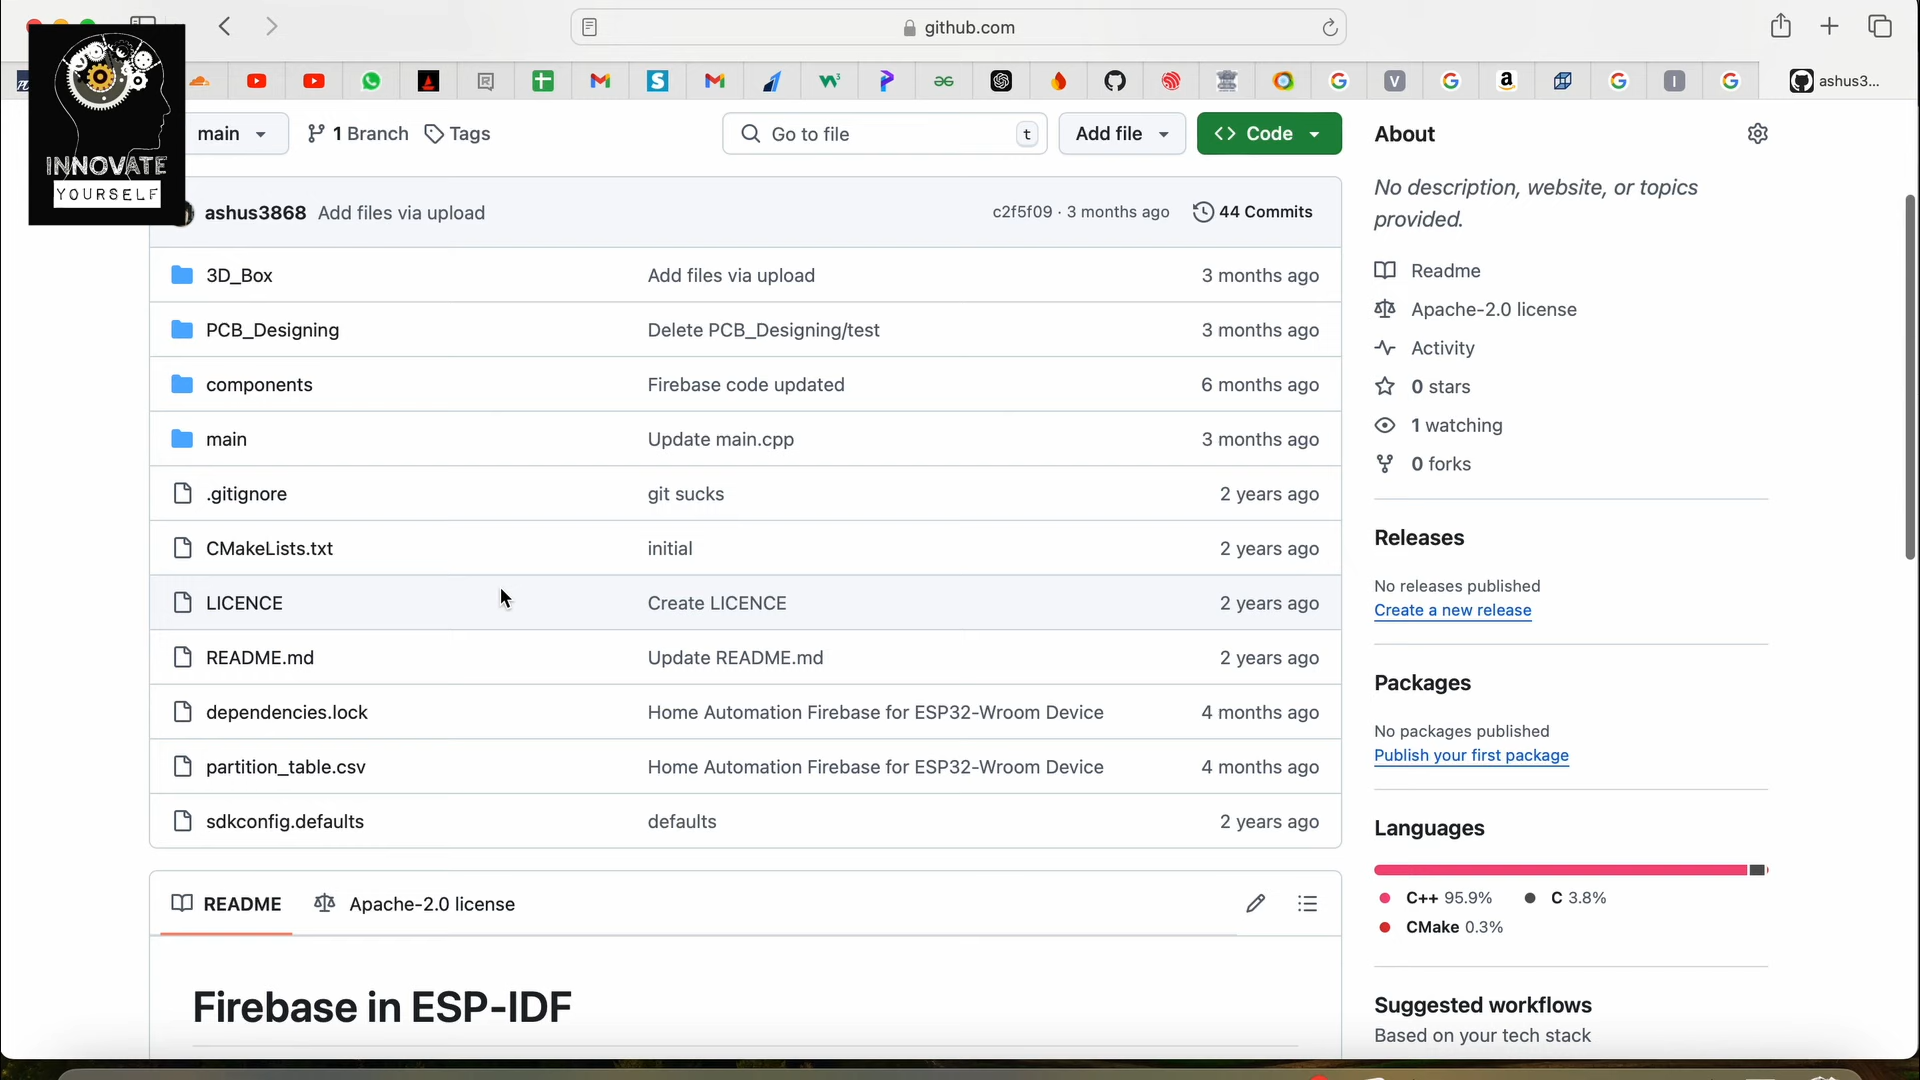 github.com
ashus3...
INNOVATE
YOURSELF
main
1 Branch
Tags
Go to file
t
Add file
Code
ashus3868 Add files via upload
c2f5f09 · 3 months ago
44 Commits
3D_Box Add files via upload 3 months ago
PCB_Designing Delete PCB_Designing/test 3 months ago
components Firebase code updated 6 months ago
main Update main.cpp 3 months ago
.gitignore git sucks 2 years ago
CMakeLists.txt initial 2 years ago
LICENCE Create LICENCE 2 years ago
README.md Update README.md 2 years ago
dependencies.lock Home Automation Firebase for ESP32-Wroom Device 4 months ago
partition_table.csv Home Automation Firebase for ESP32-Wroom Device 4 months ago
sdkconfig.defaults defaults 2 years ago
README
Apache-2.0 license
Firebase in ESP-IDF
About
No description, website, or topics
provided.
Readme
Apache-2.0 license
Activity
0 stars
1 watching
0 forks
Releases
No releases published
Create a new release
Packages
No packages published
Publish your first package
Languages
C++ 95.9% C 3.8%
CMake 0.3%
Suggested workflows
Based on your tech stack